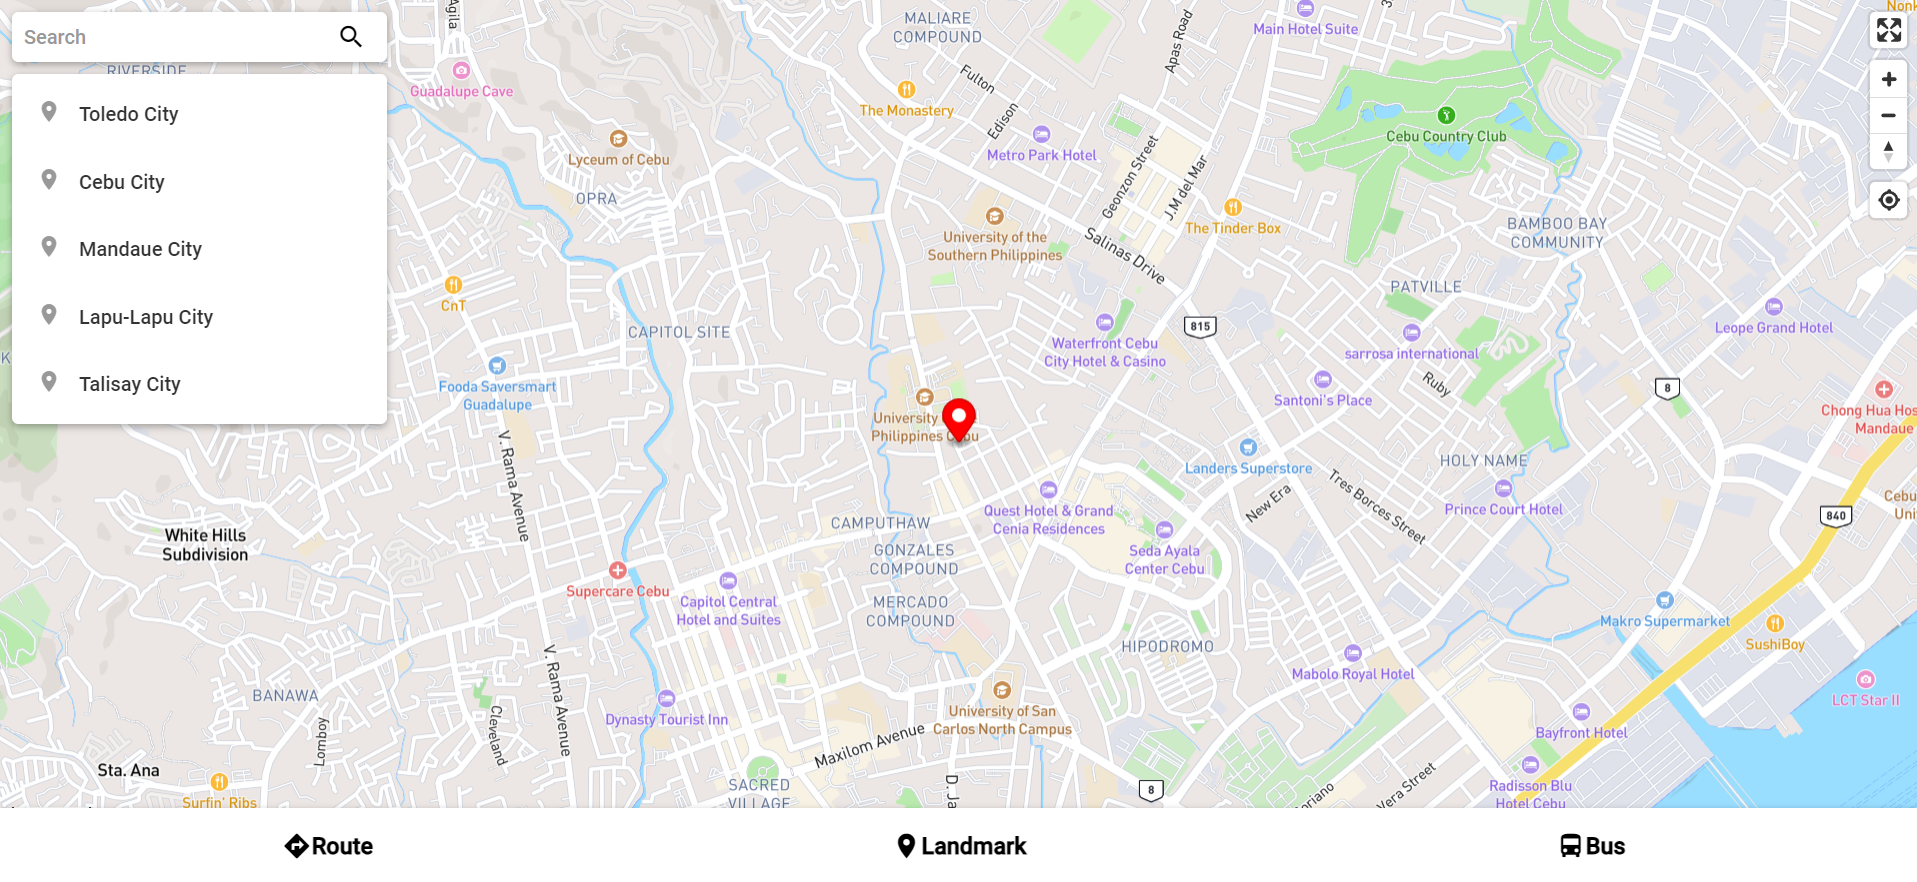 Search
Toledo City
Cebu City
Mandaue City
Lapu-Lapu City
Talisay City
RIVERSIDE
Agila
Guadalupe Cave
MALIARE
COMPOUND
The Monastery
Fulton
Edison
Apas Road
Main Hotel Suite
Metro Park Hotel
Geonzon Street
J.M del Mar
Cebu Country Club
Lyceum of Cebu
OPRA
University of the
Southern Philippines
Salinas Drive
The Tinder Box
BAMBOO BAY
COMMUNITY
CnT
CAPITOL SITE
PATVILLE
815
Waterfront Cebu
City Hotel & Casino
sarrosa international
Leope Grand Hotel
Fooda Saversmart
Guadalupe
Ruby
Santoni's Place
8
University
Philippines
Chong Hua Hos
Mandaue
V. Rama Avenue
Landers Superstore
HOLY NAME
Tres Borces Street
New Era
Prince Court Hotel
Quest Hotel & Grand
Cenia Residences
840
Cebu
CAMPUTHAW
White Hills
Subdivision
GONZALES
COMPOUND
Seda Ayala
Center Cebu
Supercare Cebu
Capitol Central
Hotel and Suites
MERCADO
COMPOUND
Makro Supermarket
SushiBoy
HIPODROMO
Mabolo Royal Hotel
V. Rama Avenue
BANAWA
LCT Star II
Cleveland
Lomboy
Dynasty Tourist Inn
University of San
Carlos North Campus
Bayfront Hotel
Maxilom Avenue
Sta. Ana
Surfin' Ribs
SACRED
VILLAGE
D. Ja
8
Vera Street
Radisson Blu
Hotel Cebu
Route
Landmark
Bus